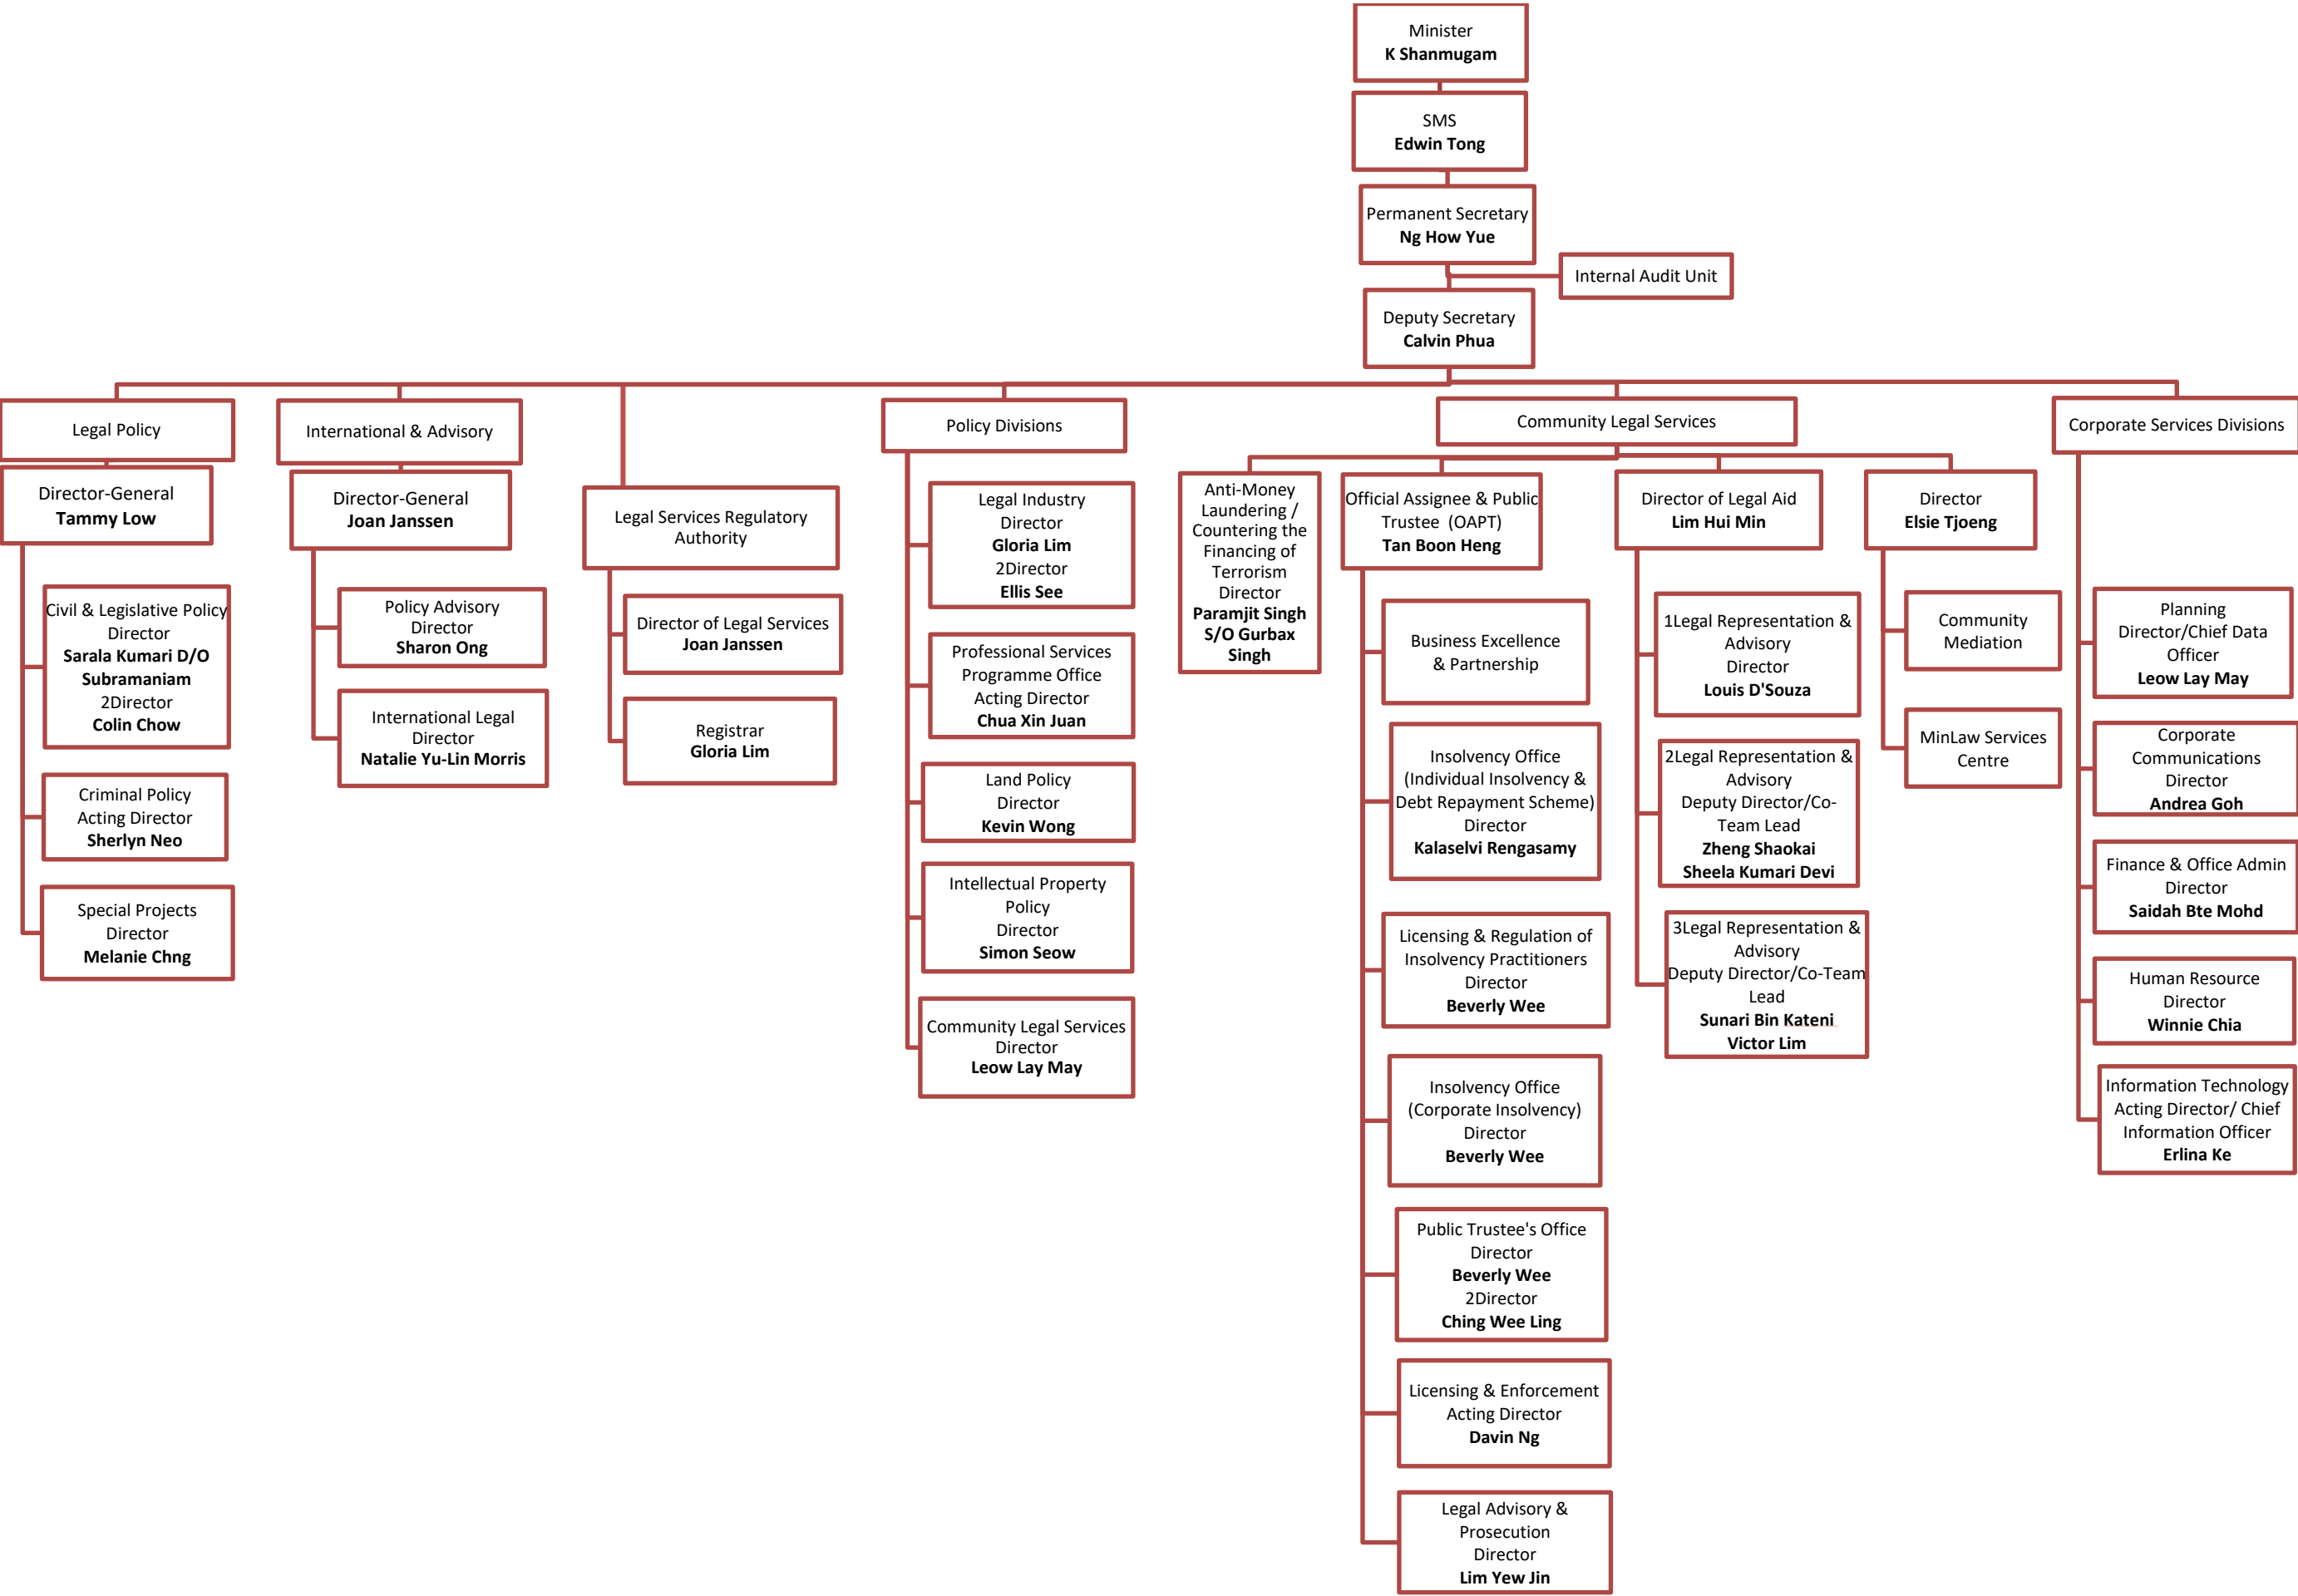 Minister
K Shanmugam
SMS
Edwin Tong
Permanent Secretary
Ng How Yue
Internal Audit Unit
Deputy Secretary
Calvin Phua
Legal Policy
Director-General
Tammy Low
Civil & Legislative Policy
Director
Sarala Kumari D/O
Subramaniam
2Director
Colin Chow
Criminal Policy
Acting Director
Sherlyn Neo
Special Projects
Director
Melanie Chng
International & Advisory
Director-General
Joan Janssen
Policy Advisory
Director
Sharon Ong
International Legal
Director
Natalie Yu-Lin Morris
Legal Services Regulatory
Authority
Director of Legal Services
Joan Janssen
Registrar
Gloria Lim
Policy Divisions
Legal Industry
Director
Gloria Lim
2Director
Ellis See
Professional Services
Programme Office
Acting Director
Chua Xin Juan
Land Policy
Director
Kevin Wong
Intellectual Property
Policy
Director
Simon Seow
Community Legal Services
Director
Leow Lay May
Community Legal Services
Anti-Money
Laundering /
Countering the
Financing of
Terrorism
Director
Paramjit Singh
S/O Gurbax
Singh
Official Assignee & Public
Trustee (OAPT)
Tan Boon Heng
Business Excellence
& Partnership
Insolvency Office
(Individual Insolvency &
Debt Repayment Scheme)
Director
Kalaselvi Rengasamy
Licensing & Regulation of
Insolvency Practitioners
Director
Beverly Wee
Insolvency Office
(Corporate Insolvency)
Director
Beverly Wee
Public Trustee's Office
Director
Beverly Wee
2Director
Ching Wee Ling
Licensing & Enforcement
Acting Director
Davin Ng
Legal Advisory &
Prosecution
Director
Lim Yew Jin
Director of Legal Aid
Lim Hui Min
1Legal Representation &
Advisory
Director
Louis D'Souza
2Legal Representation &
Advisory
Deputy Director/Co-
Team Lead
Zheng Shaokai
Sheela Kumari Devi
3Legal Representation &
Advisory
Deputy Director/Co-Team
Lead
Sunari Bin Kateni
Victor Lim
Director
Elsie Tjoeng
Community
Mediation
MinLaw Services
Centre
Corporate Services Divisions
Planning
Director/Chief Data
Officer
Leow Lay May
Corporate
Communications
Director
Andrea Goh
Finance & Office Admin
Director
Saidah Bte Mohd
Human Resource
Director
Winnie Chia
Information Technology
Acting Director/ Chief
Information Officer
Erlina Ke